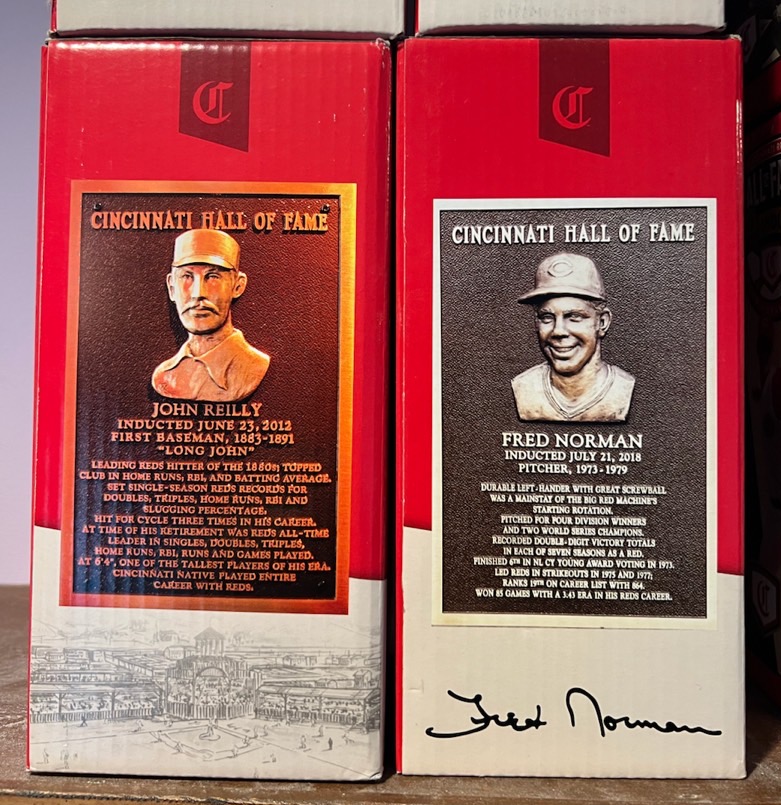 C
CINCINNATI HALL OF FAME
JOHN REILLY
INDUCTED JUNE 23, 2012
FIRST BASEMAN, 1883-1891
"LONG JOHN"
LEADING REDS HITTER OF THE 1880s; TOPPED
CLUB IN HOME RUNS, RBI, AND BATTING AVERAGE.
SET SINGLE-SEASON REDS RECORDS FOR
DOUBLES, TRIPLES, HOME RUNS, RBI AND
SLUGGING PERCENTAGE.
HIT FOR CYCLE THREE TIMES IN HIS CAREER.
AT TIME OF HIS RETIREMENT WAS REDS ALL-TIME
LEADER IN SINGLES, DOUBLES, TRIPLES,
HOME RUNS, RBI, RUNS AND GAMES PLAYED.
AT 6'4", ONE OF THE TALLEST PLAYERS OF HIS ERA.
CINCINNATI NATIVE PLAYED ENTIRE
CAREER WITH REDS.
C
CINCINNATI HALL OF FAME
C
FRED NORMAN
INDUCTED JULY 21, 2018
PITCHER, 1973-1979
DURABLE LEFT-HANDER WITH GREAT SCREWBALL
WAS A MAINSTAY OF THE BIG RED MACHINE'S
STARTING ROTATION.
PITCHED FOR FOUR DIVISION WINNERS
AND TWO WORLD SERIES CHAMPIONS.
RECORDED DOUBLE-DIGIT VICTORY TOTALS
IN EACH OF SEVEN SEASONS AS A RED.
FINISHED 6TH IN NL CY YOUNG AWARD VOTING IN 1973.
LED REDS IN STRIKEOUTS IN 1975 AND 1977;
RANKS 19TH ON CAREER LIST WITH 864.
WON 85 GAMES WITH A 3.43 ERA IN HIS REDS CAREER.
Fred Norman